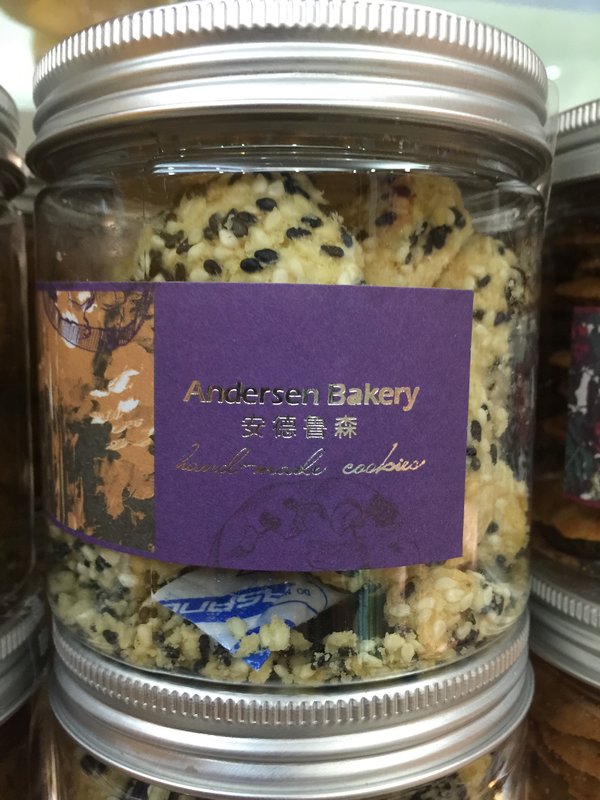 Andersen Bakery
安德魯森
handmade cookies